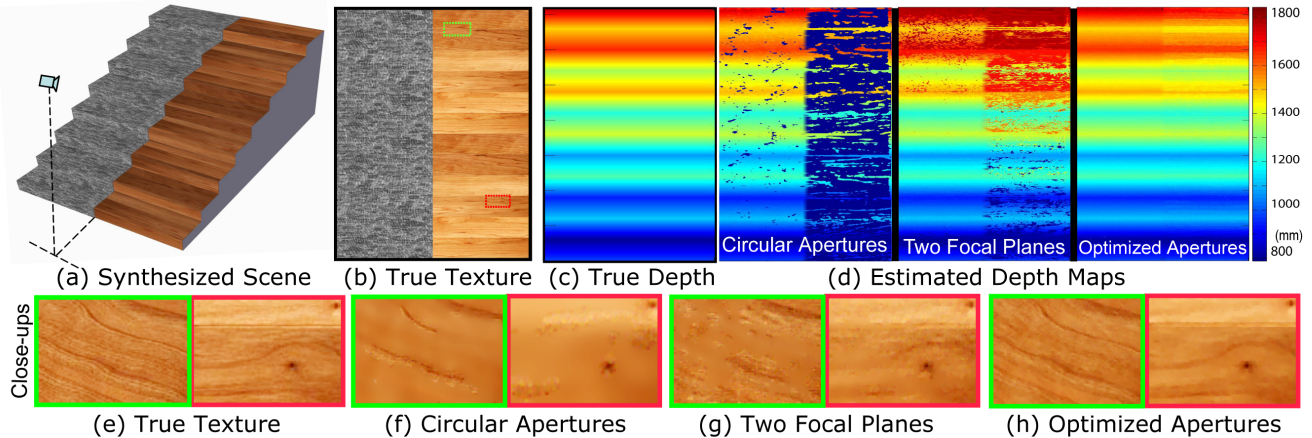 1800
1600
1400
1200
1000
(mm)
800
Circular Apertures
Two Focal Planes
Optimized Apertures
(a) Synthesized Scene
(b) True Texture
(c) True Depth
(d) Estimated Depth Maps
Close-ups
(e) True Texture
(f) Circular Apertures
(g) Two Focal Planes
(h) Optimized Apertures